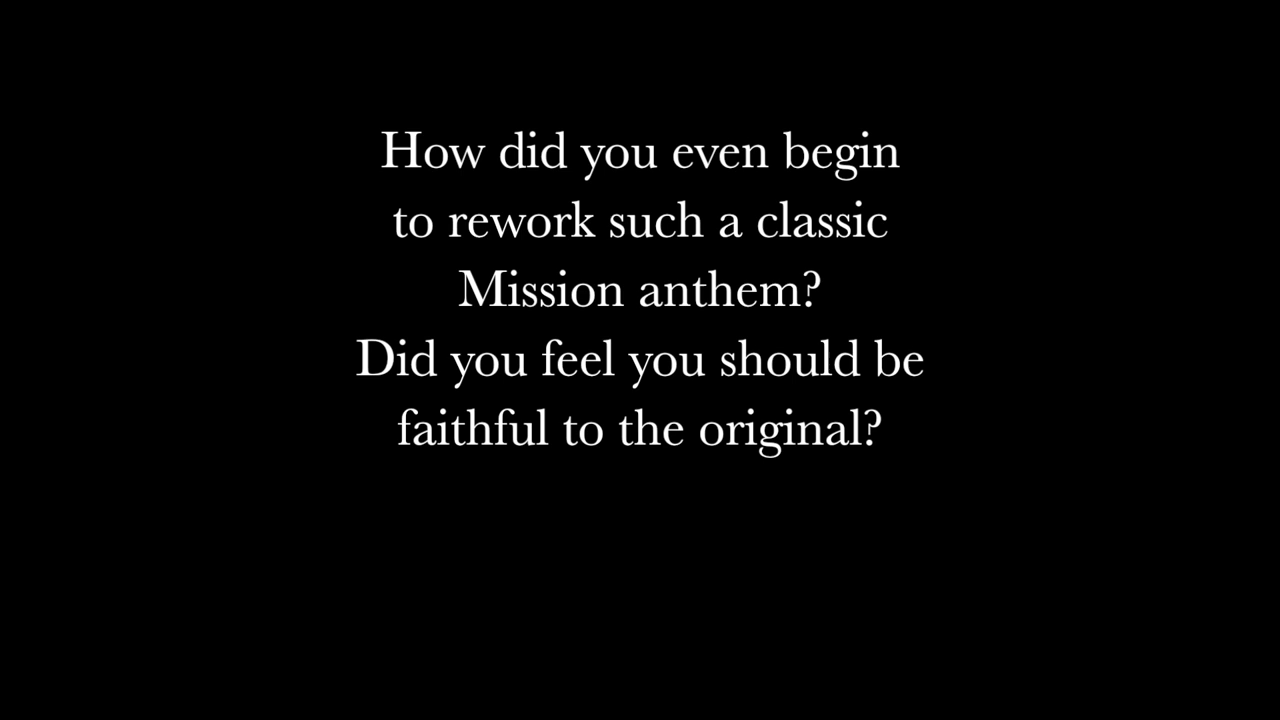 How did you even begin
to rework such a classic
Mission anthem?
Did you feel you should be
faithful to the original?